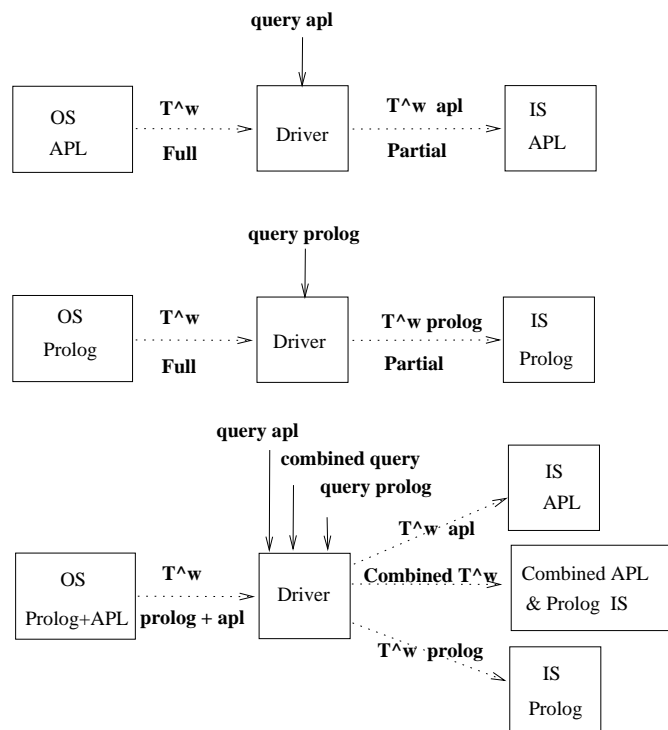 query apl
OS
APL
T^w
Full
Driver
T^w apl
Partial
IS
APL
query prolog
OS
Prolog
T^w
Full
Driver
T^w prolog
Partial
IS
Prolog
query apl
combined query
query prolog
OS
Prolog+APL
T^w
prolog + apl
Driver
T^w apl
Combined T^w
T^w prolog
IS
APL
Combined APL
& Prolog IS
IS
Prolog